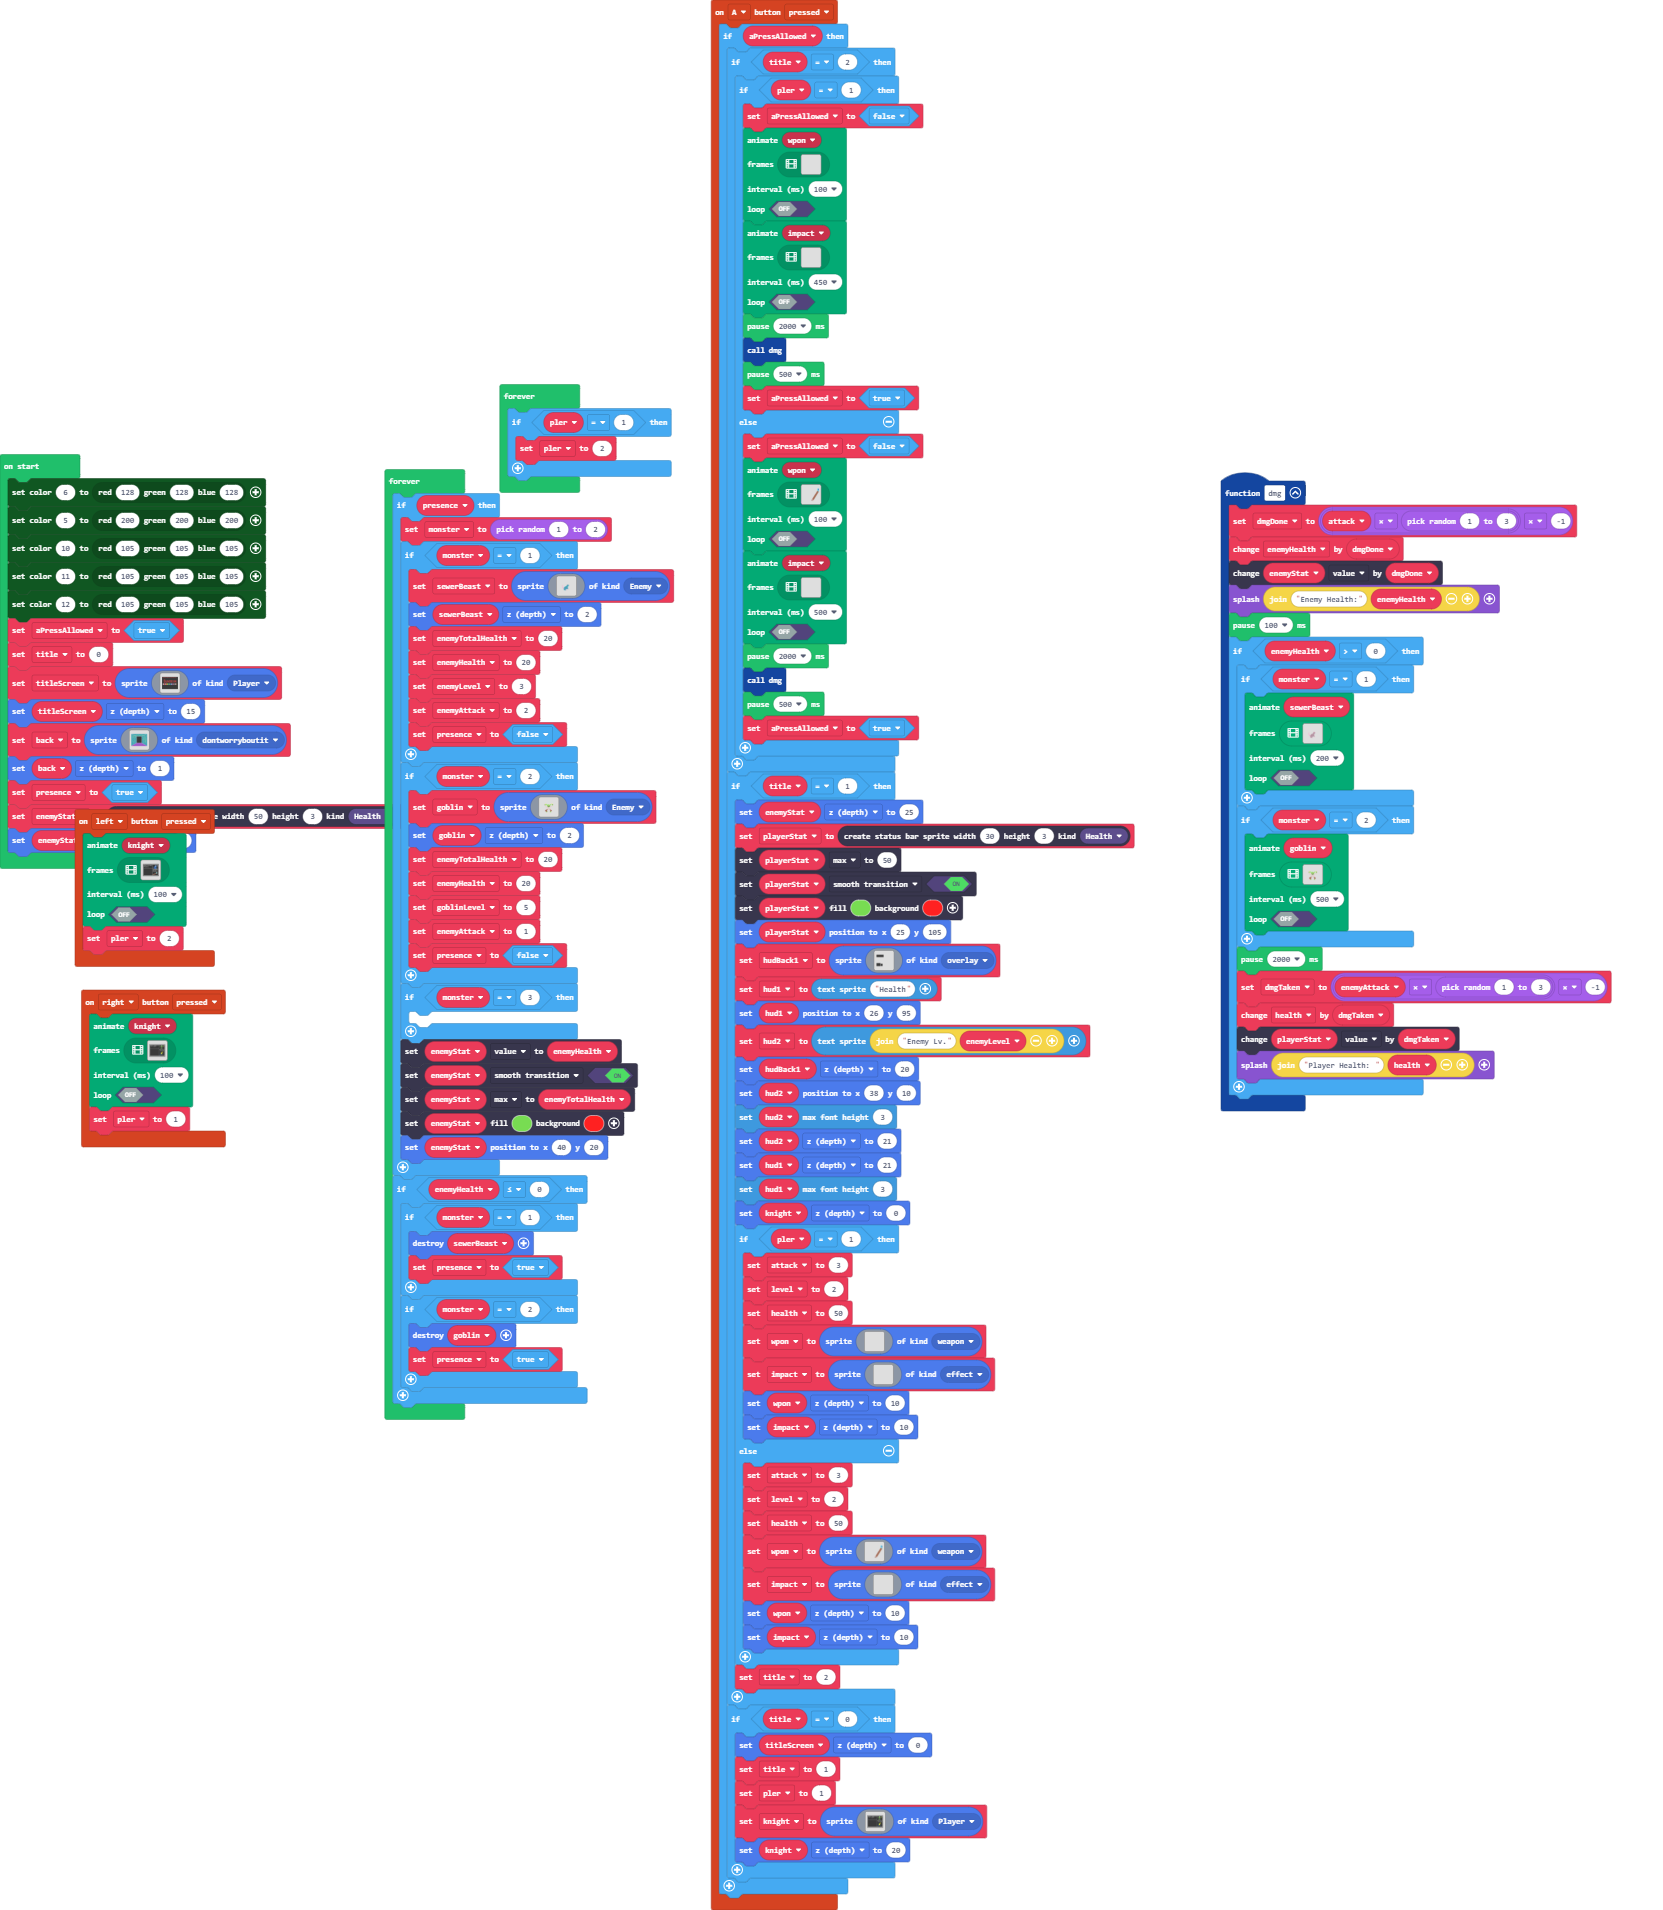 on start
set color 6 to red 128 green 128 blue 128
set color 5 to red 200 green 200 blue 200
set color 10 to red 105 green 105 blue 105
set color 11 to red 105 green 105 blue 105
set color 12 to red 105 green 105 blue 105
set aPressAllowed to true
set title to 0
set titleScreen to sprite of kind Player
set titleScreen z (depth) to 15
set back to sprite of kind dontworryboutit
set back z (depth) to 1
set presence to true
set enemyStat width 50 height 3 kind Health
set enemyStat
on left button pressed
animate knight
frames
interval (ms) 100
loop OFF
set pler to 2
on right button pressed
animate knight
frames
interval (ms) 100
loop OFF
set pler to 1
forever
if pler = 1 then
set pler to 2
forever
if presence then
set monster to pick random 1 to 2
if monster = 1 then
set sewerBeast to sprite of kind Enemy
set sewerBeast z (depth) to 2
set enemyTotalHealth to 20
set enemyHealth to 20
set enemyLevel to 3
set enemyAttack to 2
set presence to false
if monster = 2 then
set goblin to sprite of kind Enemy
set goblin z (depth) to 2
set enemyTotalHealth to 20
set enemyHealth to 20
set goblinLevel to 5
set enemyAttack to 1
set presence to false
if monster = 3 then
set enemyStat value to enemyHealth
set enemyStat smooth transition ON
set enemyStat max to enemyTotalHealth
set enemyStat fill background
set enemyStat position to x 40 y 20
if enemyHealth ≤ 0 then
if monster = 1 then
destroy sewerBeast
set presence to true
if monster = 2 then
destroy goblin
set presence to true
on A button pressed
if aPressAllowed then
if title = 2 then
if pler = 1 then
set aPressAllowed to false
animate wpon
frames
interval (ms) 100
loop OFF
animate impact
frames
interval (ms) 450
loop OFF
pause 2000 ms
call dmg
pause 500 ms
set aPressAllowed to true
else
set aPressAllowed to false
animate wpon
frames
interval (ms) 100
loop OFF
animate impact
frames
interval (ms) 500
loop OFF
pause 2000 ms
call dmg
pause 500 ms
set aPressAllowed to true
if title = 1 then
set enemyStat z (depth) to 25
set playerStat to create status bar sprite width 30 height 3 kind Health
set playerStat max to 50
set playerStat smooth transition ON
set playerStat fill background
set playerStat position to x 25 y 105
set hudBack1 to sprite of kind overlay
set hud1 to text sprite "Health"
set hud1 position to x 26 y 95
set hud2 to text sprite join "Enemy Lv." enemyLevel
set hudBack1 z (depth) to 20
set hud2 position to x 38 y 10
set hud2 max font height 3
set hud2 z (depth) to 21
set hud1 z (depth) to 21
set hud1 max font height 3
set knight z (depth) to 0
if pler = 1 then
set attack to 3
set level to 2
set health to 50
set wpon to sprite of kind weapon
set impact to sprite of kind effect
set wpon z (depth) to 10
set impact z (depth) to 10
else
set attack to 3
set level to 2
set health to 50
set wpon to sprite of kind weapon
set impact to sprite of kind effect
set wpon z (depth) to 10
set impact z (depth) to 10
set title to 2
if title = 0 then
set titleScreen z (depth) to 0
set title to 1
set pler to 1
set knight to sprite of kind Player
set knight z (depth) to 20
function dmg
set dmgDone to attack × pick random 1 to 3 × -1
change enemyHealth by dmgDone
change enemyStat value by dmgDone
splash join "Enemy Health:" enemyHealth
pause 100 ms
if enemyHealth > 0 then
if monster = 1 then
animate sewerBeast
frames
interval (ms) 200
loop OFF
if monster = 2 then
animate goblin
frames
interval (ms) 500
loop OFF
pause 2000 ms
set dmgTaken to enemyAttack × pick random 1 to 3 × -1
change health by dmgTaken
change playerStat value by dmgTaken
splash join "Player Health: " health